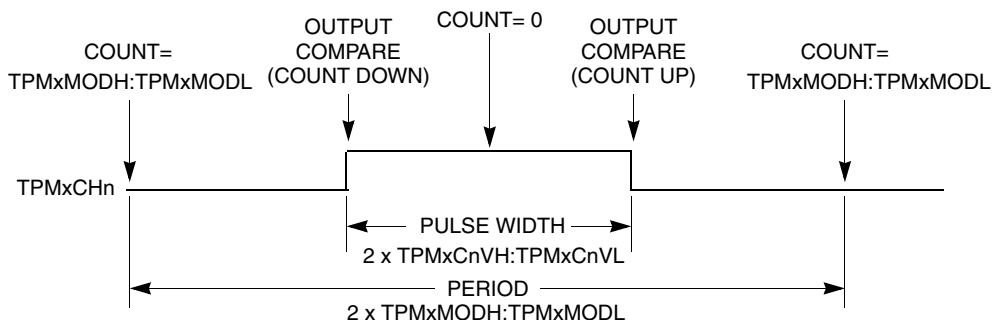 COUNT= 0
OUTPUT
COMPARE
(COUNT DOWN)
OUTPUT
COMPARE
(COUNT UP)
COUNT=
TPMxMODH:TPMxMODL
COUNT=
TPMxMODH:TPMxMODL
TPMxCHn
PULSE WIDTH
2 x TPMxCnVH:TPMxCnVL
PERIOD
2 x TPMxMODH:TPMxMODL